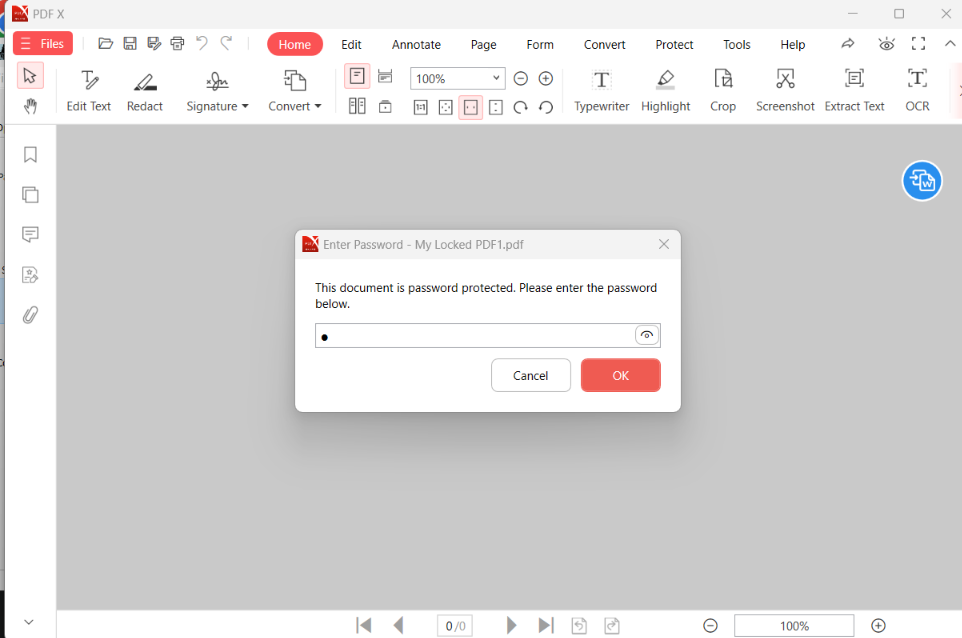 PDF X
Files
Home Edit Annotate Page Form Convert Protect Tools Help
100%
Edit Text Redact Signature Convert Typewriter Highlight Crop Screenshot Extract Text OCR
Enter Password - My Locked PDF1.pdf
This document is password protected. Please enter the password
below.
Cancel OK
0/0 100%